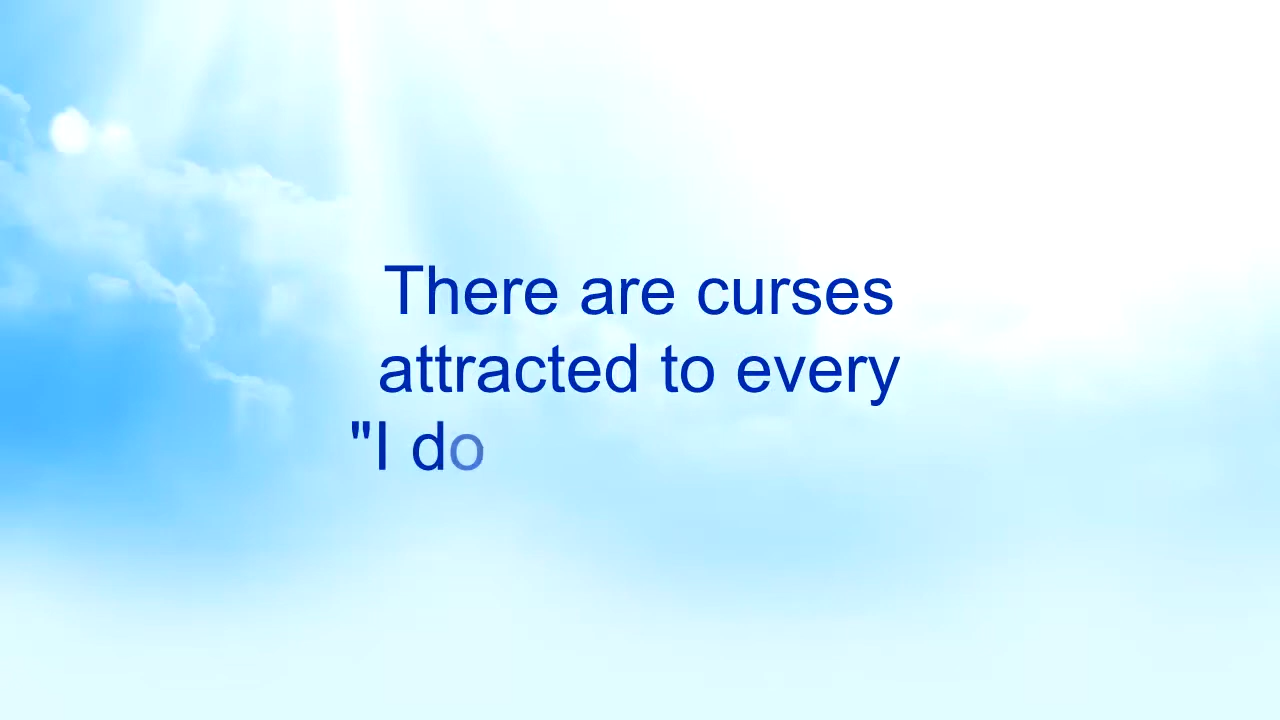 There are curses
attracted to every
"I do